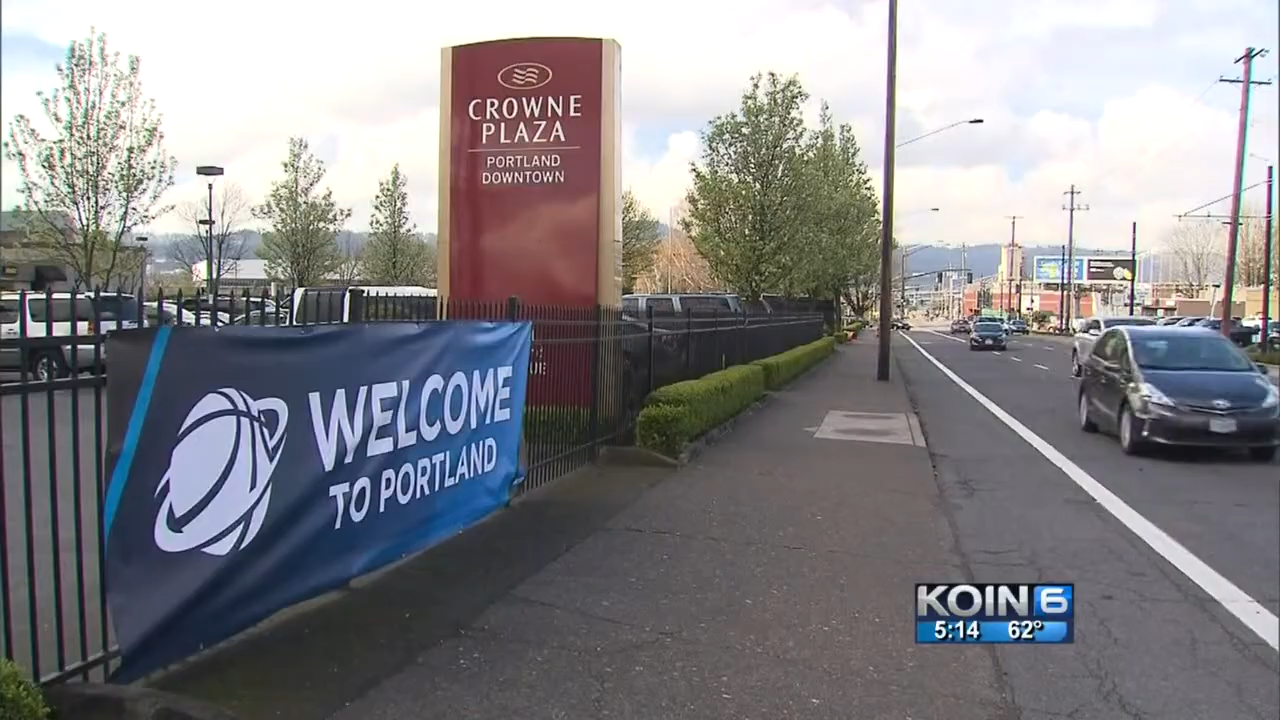 CROWNE
PLAZA
PORTLAND
DOWNTOWN
WELCOME
TO PORTLAND
KOIN 6
5:14 62°